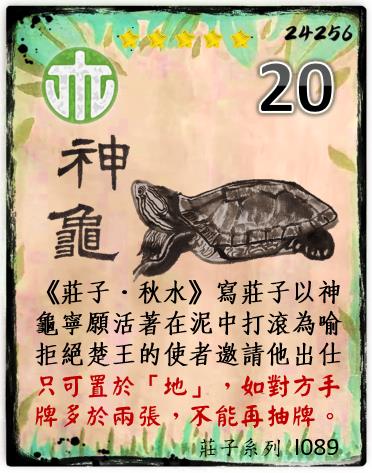 24256
20
神龜
《莊子·秋水》寫莊子以神
龜寧願活著在泥中打滾為喻
拒絕楚王的使者邀請他出仕
只可置於「地」，如對方手
牌多於兩張，不能再抽牌。
莊子系列 I089